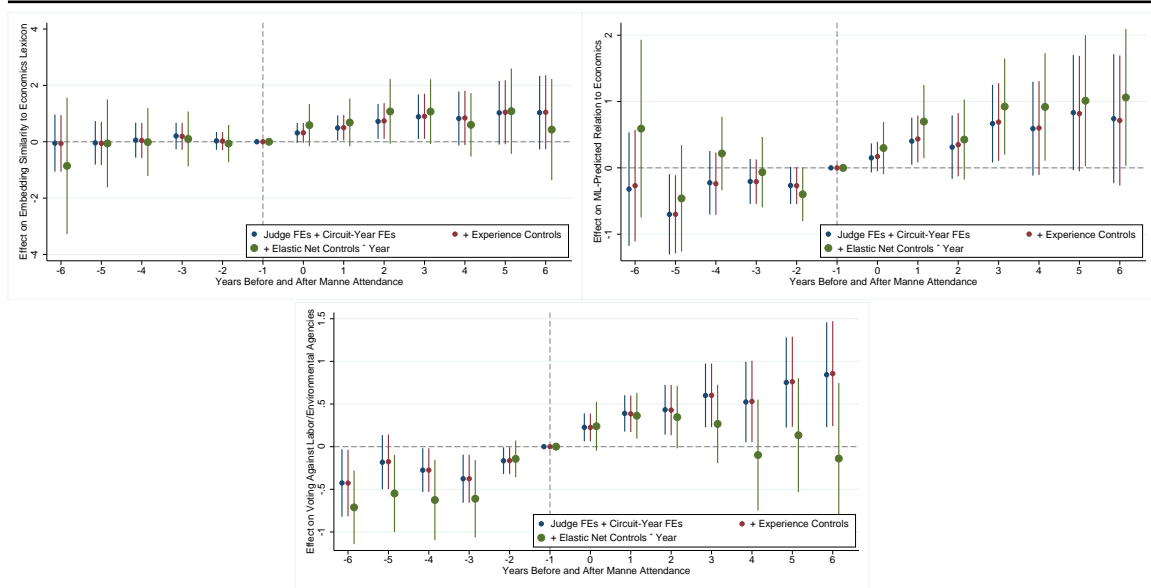 Effect on Embedding Similarity to Economics Lexicon
4
2
0
-2
-4
-6 -5 -4 -3 -2 -1 0 1 2 3 4 5 6
Years Before and After Manne Attendance
Judge FEs + Circuit-Year FEs + Experience Controls
+ Elastic Net Controls ˆ Year
Effect on ML-Predicted Relation to Economics
2
1
0
-1
-6 -5 -4 -3 -2 -1 0 1 2 3 4 5 6
Years Before and After Manne Attendance
Judge FEs + Circuit-Year FEs + Experience Controls
+ Elastic Net Controls ˆ Year
Effect on Voting Against Labor/Environmental Agencies
1.5
1
.5
0
-.5
-1
-6 -5 -4 -3 -2 -1 0 1 2 3 4 5 6
Years Before and After Manne Attendance
Judge FEs + Circuit-Year FEs + Experience Controls
+ Elastic Net Controls ˆ Year